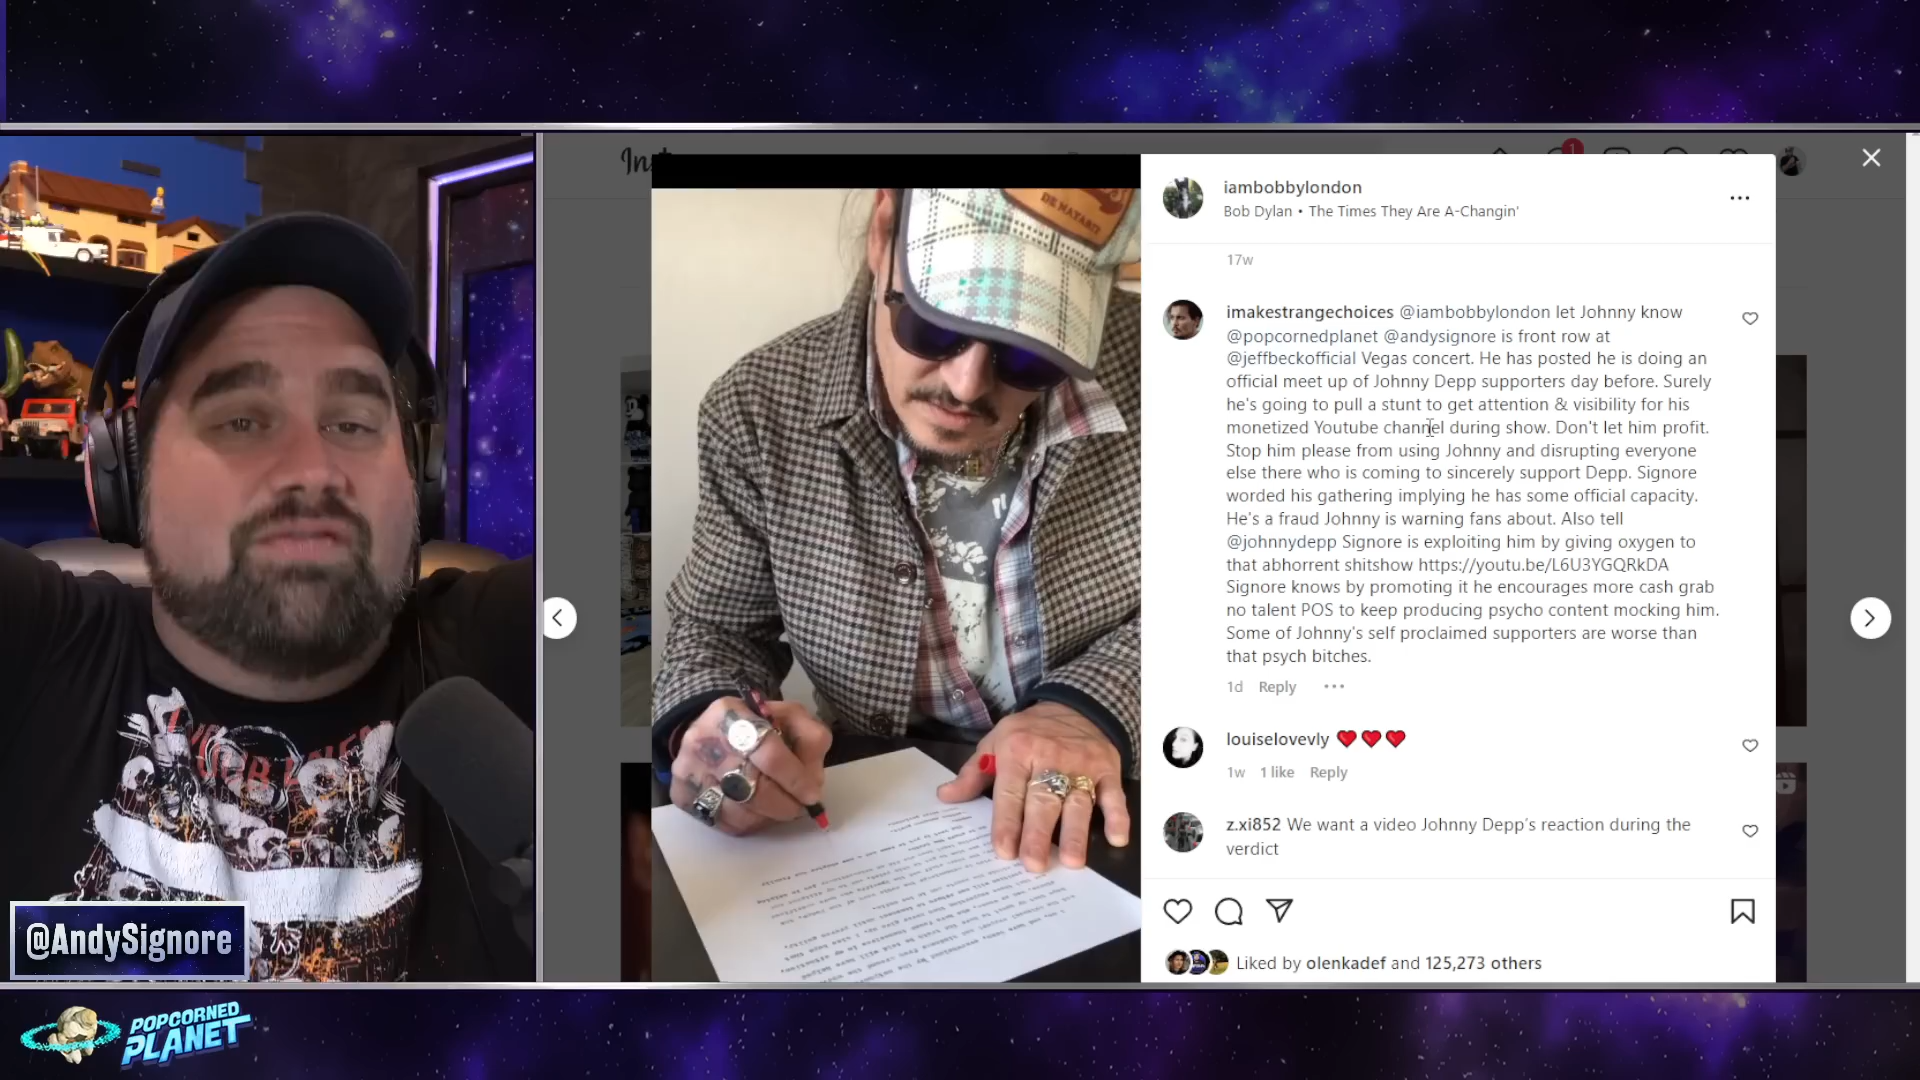 DE NATARIE
1
iambobbylondon
Bob Dylan • The Times They Are A-Changin'
17w
imakestrangechoices @iambobbylondon let Johnny know
@popcornedplanet @andysignore is front row at
@jeffbeckofficial Vegas concert. He has posted he is doing an
official meet up of Johnny Depp supporters day before. Surely
he's going to pull a stunt to get attention & visibility for his
monetized Youtube channel during show. Don't let him profit.
Stop him please from using Johnny and disrupting everyone
else there who is coming to sincerely support Depp. Signore
worded his gathering implying he has some official capacity.
He's a fraud Johnny is warning fans about. Also tell
@johnnydepp Signore is exploiting him by giving oxygen to
that abhorrent shitshow https://youtu.be/L6U3YGQRkDA
Signore knows by promoting it he encourages more cash grab
no talent POS to keep producing psycho content mocking him.
Some of Johnny's self proclaimed supporters are worse than
that psych bitches.
1d Reply
louiselovevly ❤️❤️❤️
1w 1 like Reply
z.xi852 We want a video Johnny Depp's reaction during the
verdict
Liked by olenkadef and 125,273 others
@AndySignore
POPCORNED
PLANET